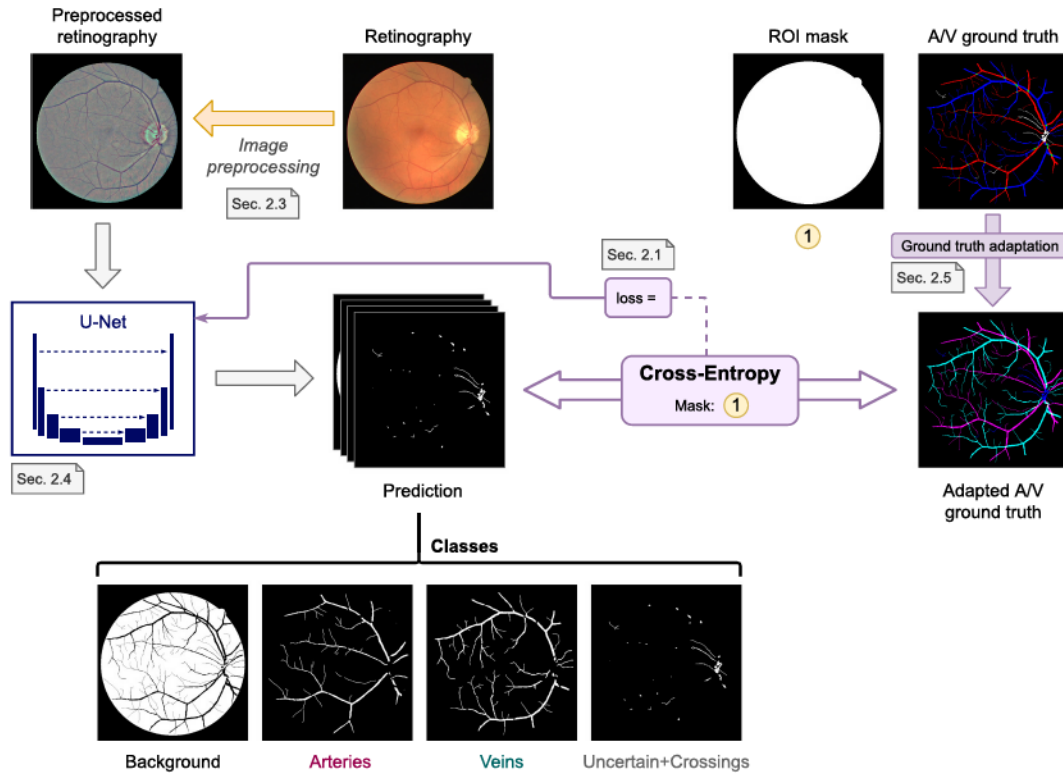 Preprocessed
retinography
Retinography
ROI mask
A/V ground truth
Image
preprocessing
Sec. 2.3
1
Ground truth adaptation
Sec. 2.1
Sec. 2.5
loss =
U-Net
Cross-Entropy
Mask: 1
Sec. 2.4
Prediction
Adapted A/V
ground truth
Classes
Background
Arteries
Veins
Uncertain+Crossings